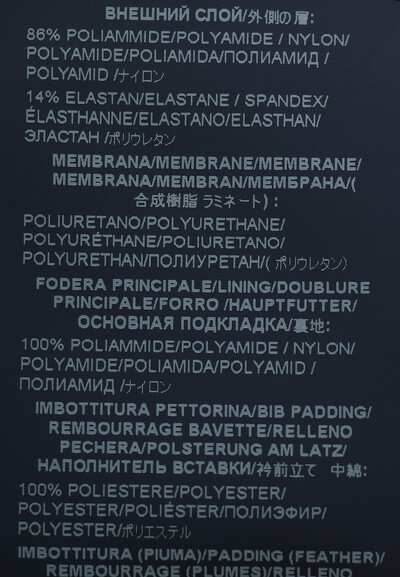 ВНЕШНИЙ СЛОЙ/外側の層:
86% POLIAMMIDE/POLYAMIDE / NYLON/
POLYAMIDE/POLIAMIDA/ПОЛИАМИД /
POLYAMID /ナイロン
14% ELASTAN/ELASTANE / SPANDEX/
ÉLASTHANNE/ELASTANO/ELASTHAN/
ЭЛАСТАН /ポリウレタン
MEMBRANA/MEMBRANE/MEMBRANE/
MEMBRANA/MEMBRAN/МЕМБРАНА/(
合成樹脂 ラミネート) :
POLIURETANO/POLYURETHANE/
POLYURÉTHANE/POLIURETANO/
POLYURETHAN/ПОЛИУРЕТАН/( ポリウレタン)
FODERA PRINCIPALE/LINING/DOUBLURE
PRINCIPALE/FORRO /HAUPTFUTTER/
ОСНОВНАЯ ПОДКЛАДКА/裏地:
100% POLIAMMIDE/POLYAMIDE / NYLON/
POLYAMIDE/POLIAMIDA/POLYAMID /
ПОЛИАМИД /ナイロン
IMBOTTITURA PETTORINA/BIB PADDING/
REMBOURRAGE BAVETTE/RELLENO
PECHERA/POLSTERUNG AM LATZ/
НАПОЛНИТЕЛЬ ВСТАВКИ/衿前立て 中綿:
100% POLIESTERE/POLYESTER/
POLYESTER/POLIÉSTER/ПОЛИЭФИР/
POLYESTER/ポリエステル
IMBOTTITURA (PIUMA)/PADDING (FEATHER)/
REMBOURRAGE (PLUMES)/RELLENO